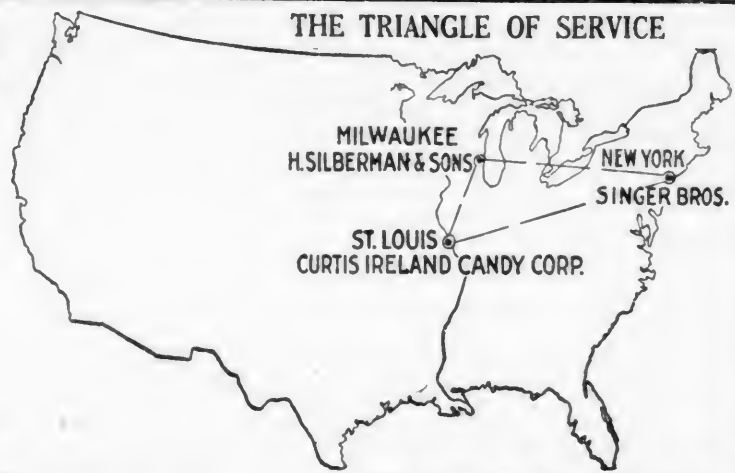 THE TRIANGLE OF SERVICE
MILWAUKEE
H. SILBERMAN & SONS
NEW YORK
SINGER BROS.
ST. LOUIS
CURTIS IRELAND CANDY CORP.